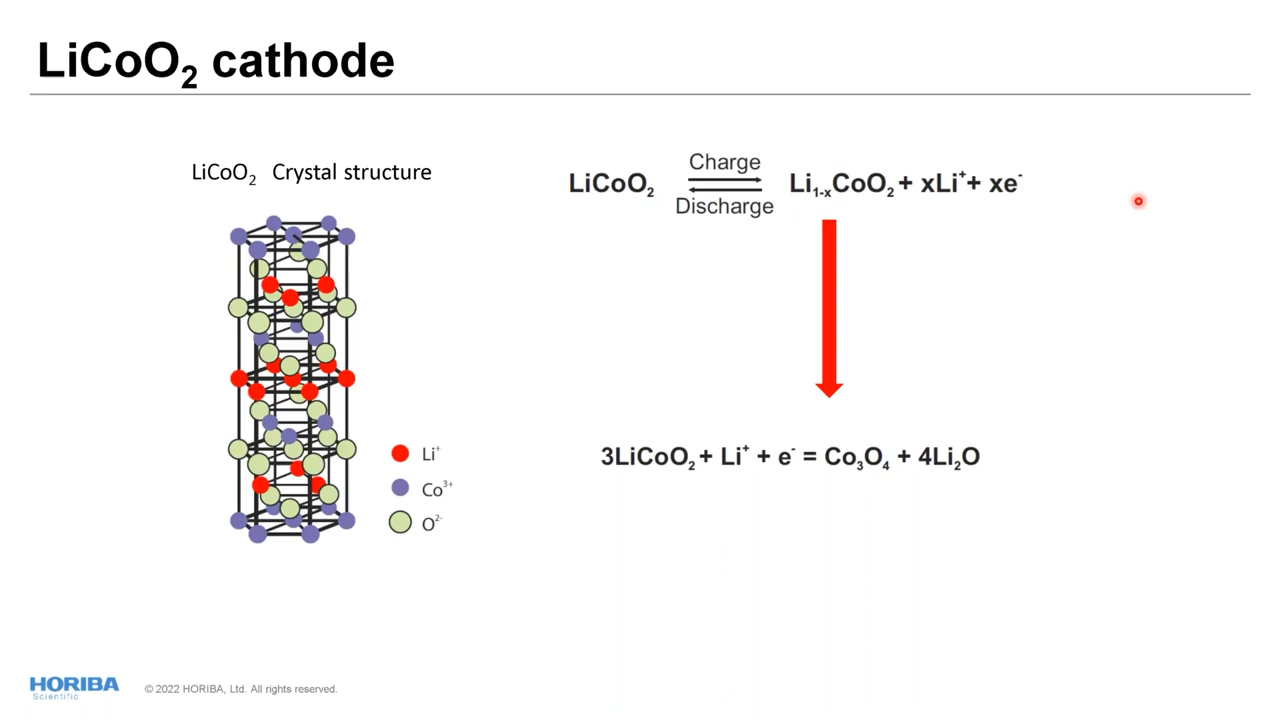 LiCoO₂ cathode
LiCoO₂ Crystal structure
Charge
LiCoO₂ ⇌ Li₁₋ₓCoO₂ + xLi⁺+ xe⁻
Discharge
3LiCoO₂ + Li⁺ + e⁻ = Co₃O₄ + 4Li₂O
Li⁺
Co³⁺
O²⁻
HORIBA
Scientific
© 2022 HORIBA, Ltd. All rights reserved.